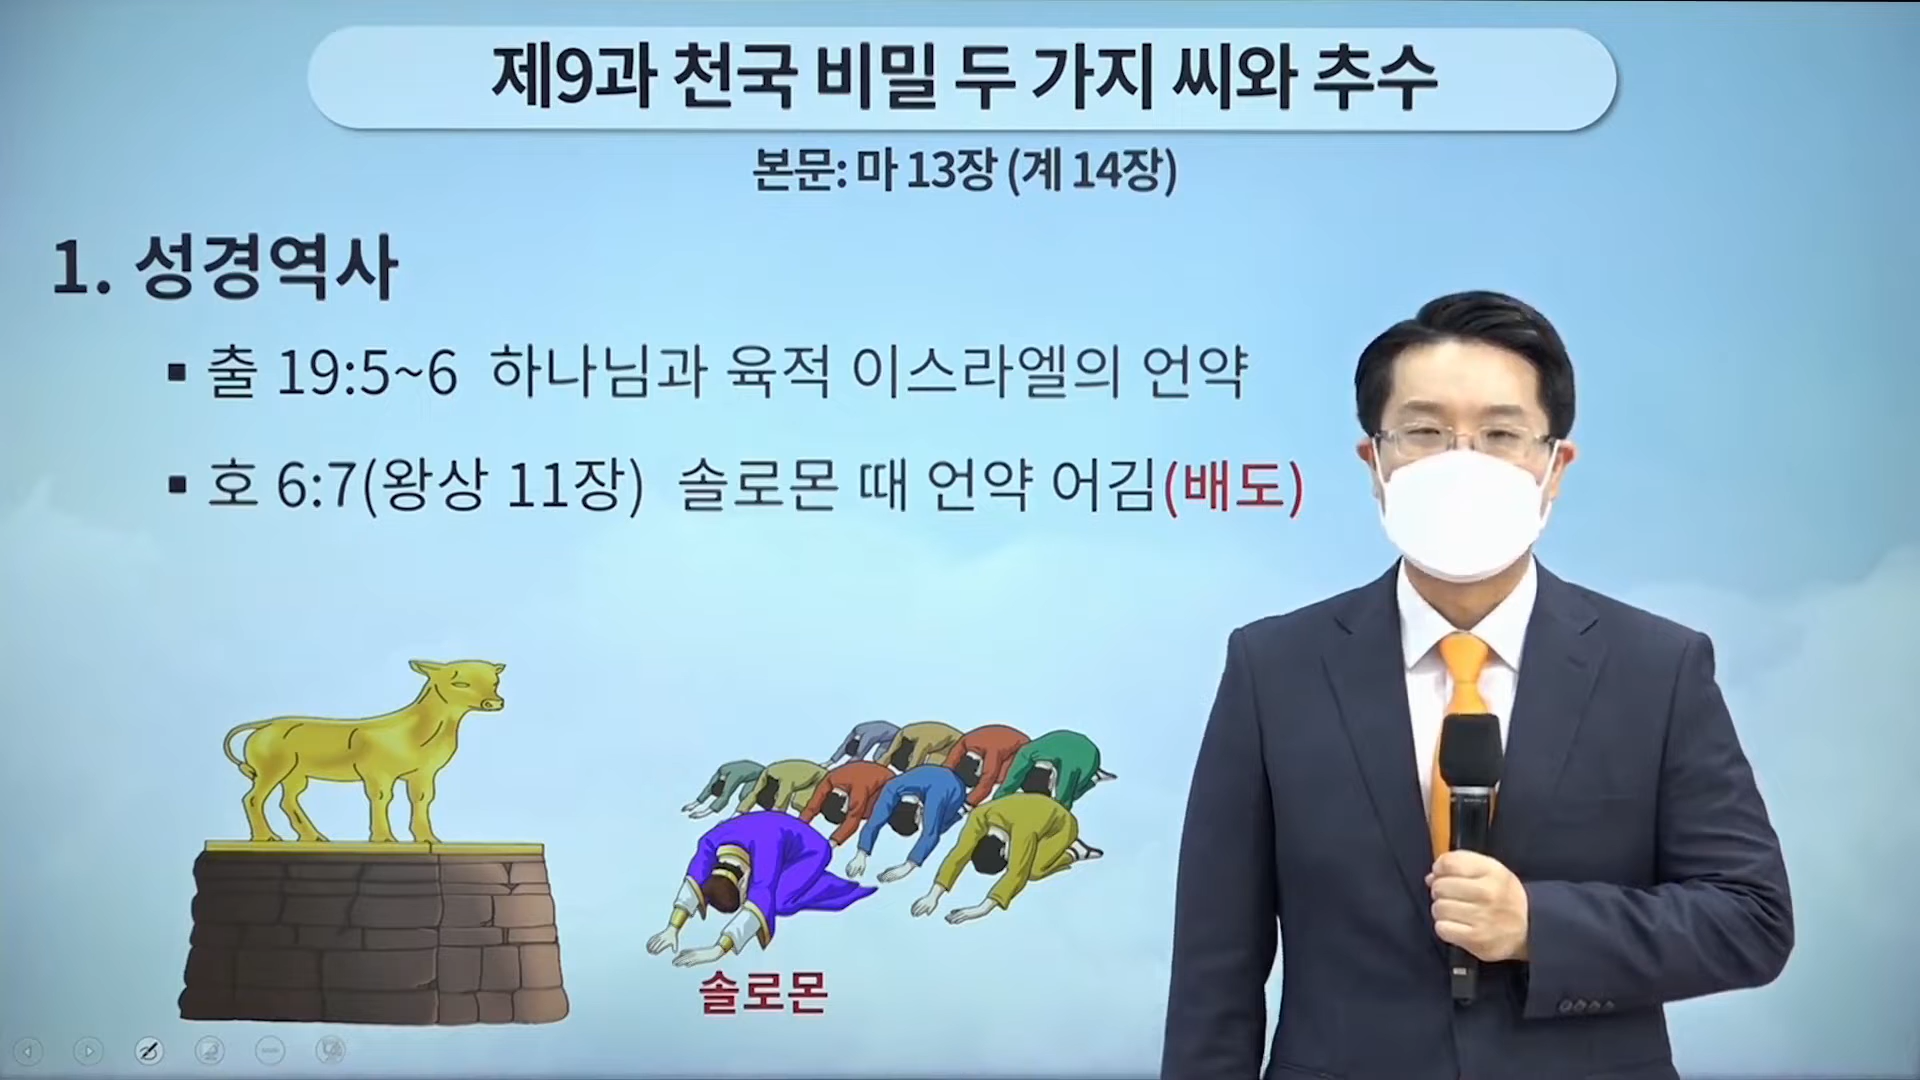 제9과 천국 비밀 두 가지 씨와 추수
본문: 마 13장 (계 14장)
1. 성경역사
▪ 출 19:5~6 하나님과 육적 이스라엘의 언약
▪ 호 6:7(왕상 11장) 솔로몬 때 언약 어김(배도)
솔로몬